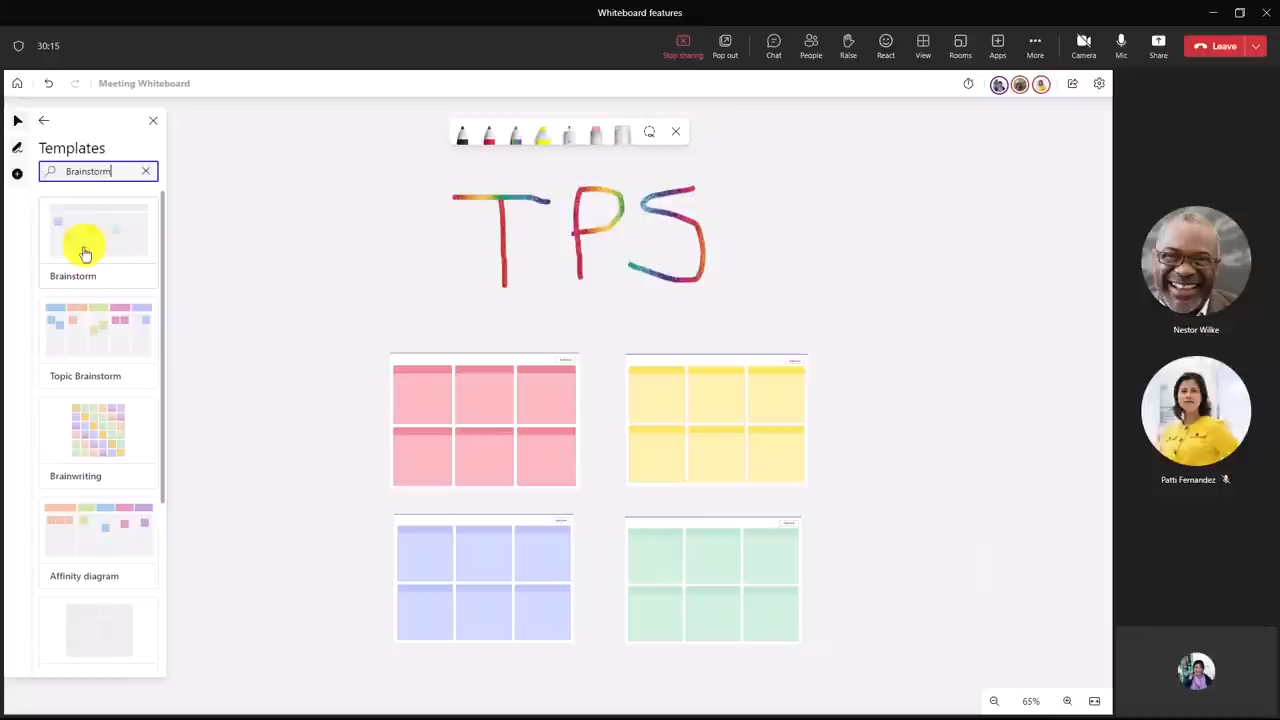 Whiteboard features
30:15
Stop sharing
Pop out
Chat
People
Raise
React
View
Rooms
Apps
More
Camera
Mic
Share
Leave
Meeting Whiteboard
Templates
Brainstorm
Brainstorm
Topic Brainstorm
Brainwriting
Affinity diagram
TPS
Nestor Wilke
Patti Fernandez
65%